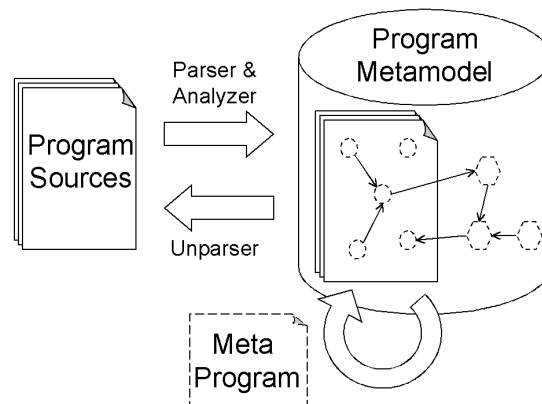 Program
Metamodel
Parser &
Analyzer
Program
Sources
Unparser
Meta
Program